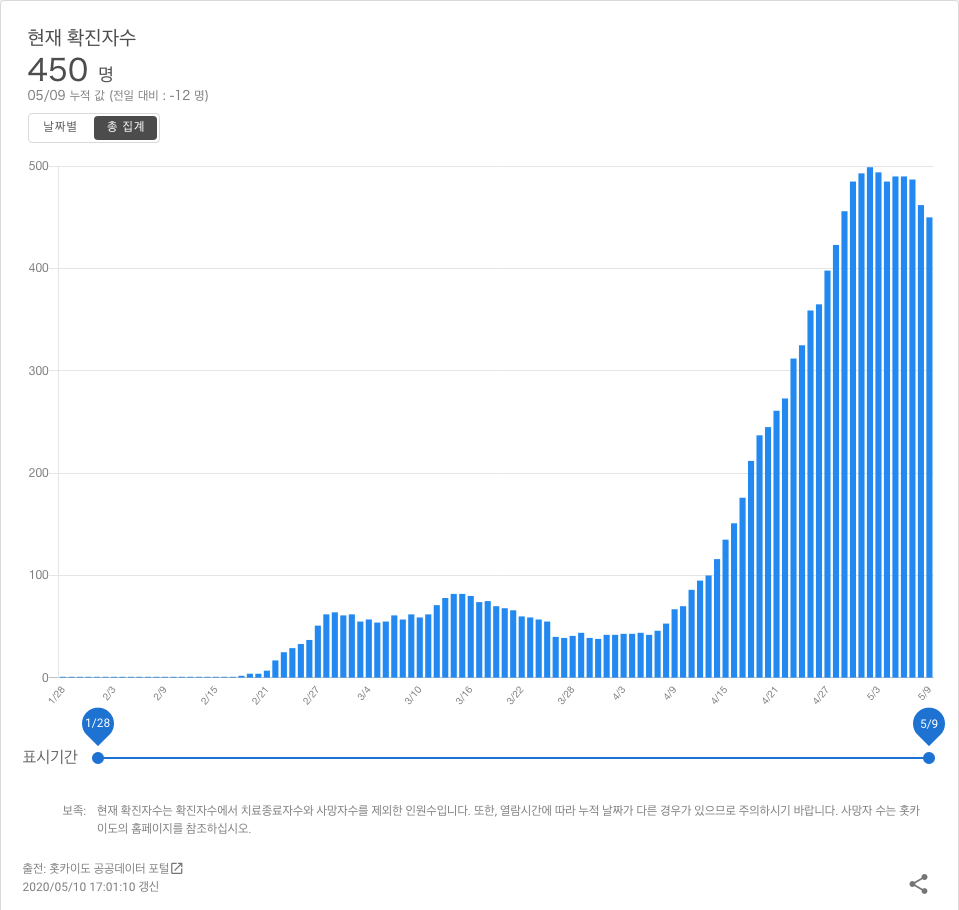 현재 확진자수
450 명
05/09 누적 값 (전일 대비 : -12 명)
날짜별 총 집계
500
400
300
200
100
0
1/28 2/3 2/9 2/15 2/21 2/27 3/4 3/10 3/16 3/22 3/28 4/3 4/9 4/15 4/21 4/27 5/3 5/9
1/28 5/9
표시기간
보족: 현재 확진자수는 확진자수에서 치료종료자수와 사망자수를 제외한 인원수입니다. 또한, 열람시간에 따라 누적 날짜가 다른 경우가 있으므로 주의하시기 바랍니다. 사망자 수는 홋카
이도의 홈페이지를 참조하십시오.
출전: 홋카이도 공공데이터 포털
2020/05/10 17:01:10 갱신